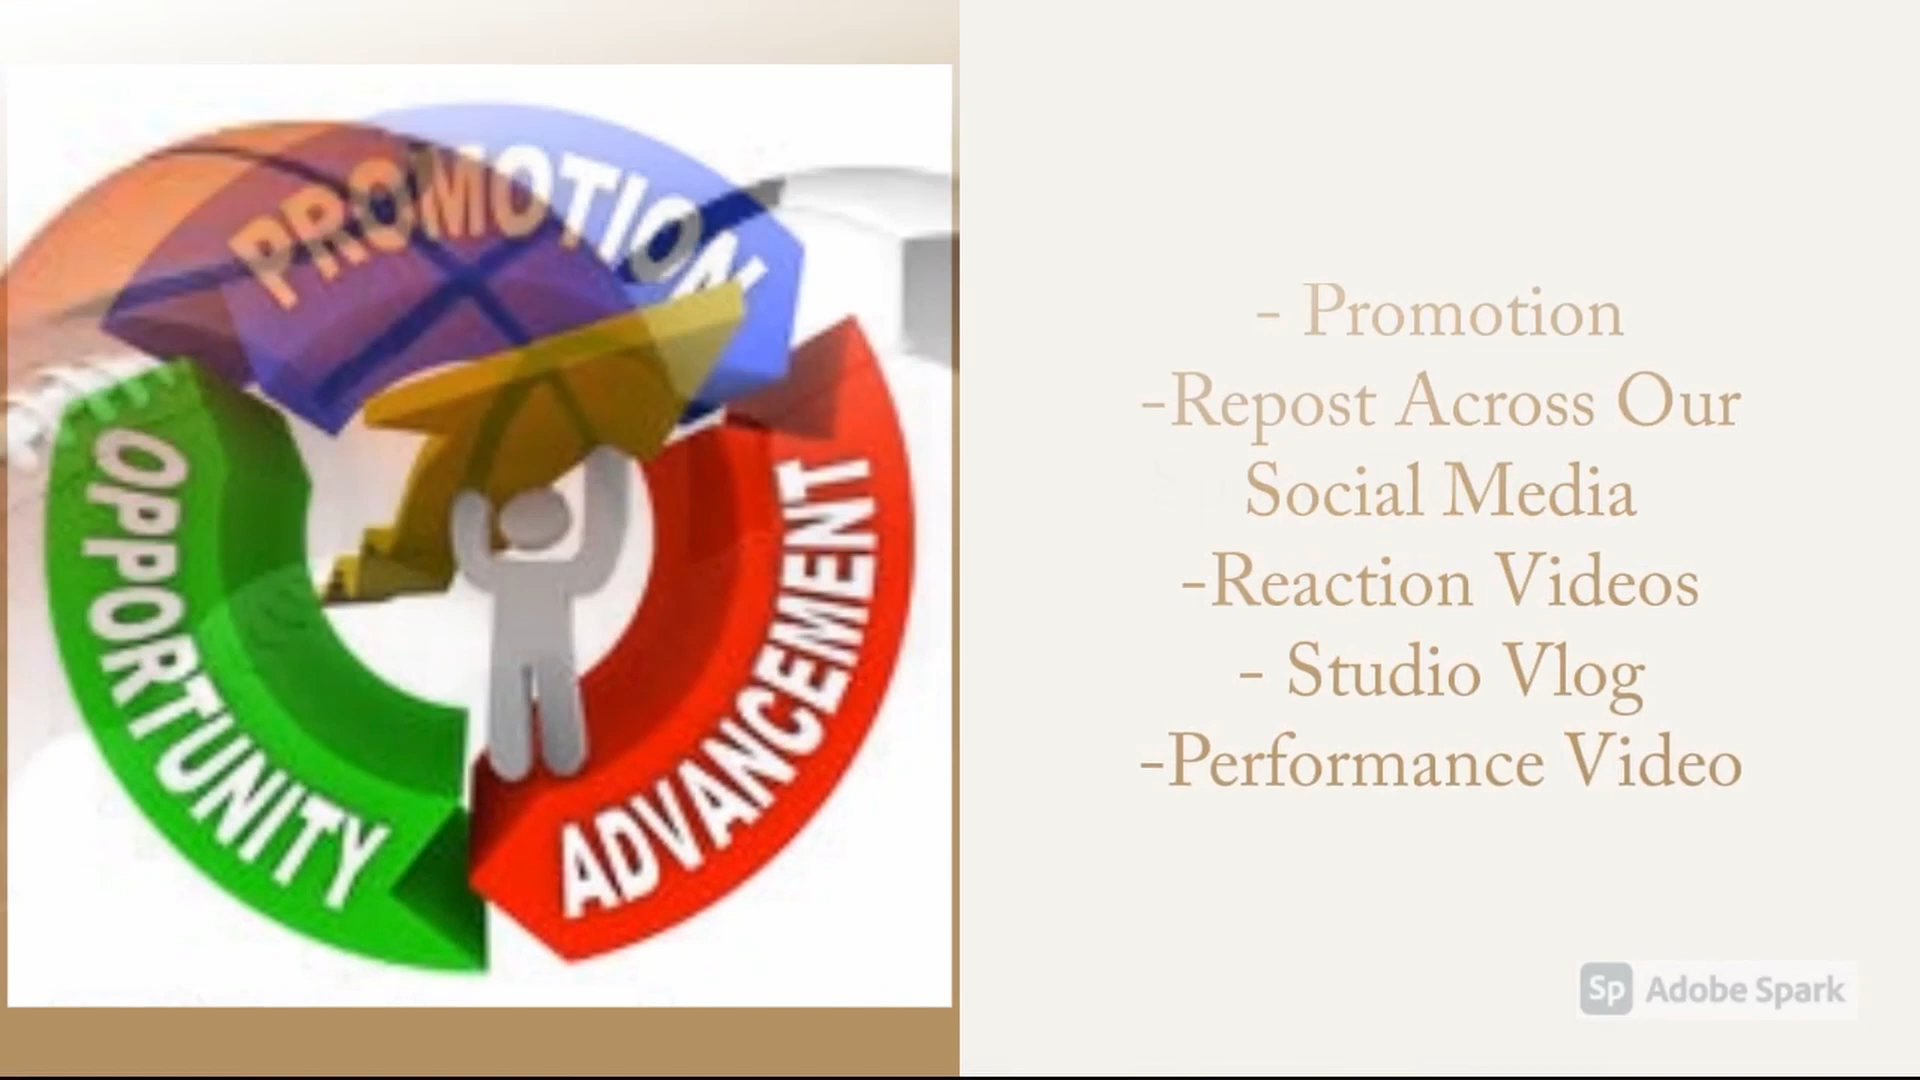 PROMOTION
OPPORTUNITY
ADVANCEMENT
- Promotion
-Repost Across Our
Social Media
-Reaction Videos
- Studio Vlog
-Performance Video
Sp Adobe Spark